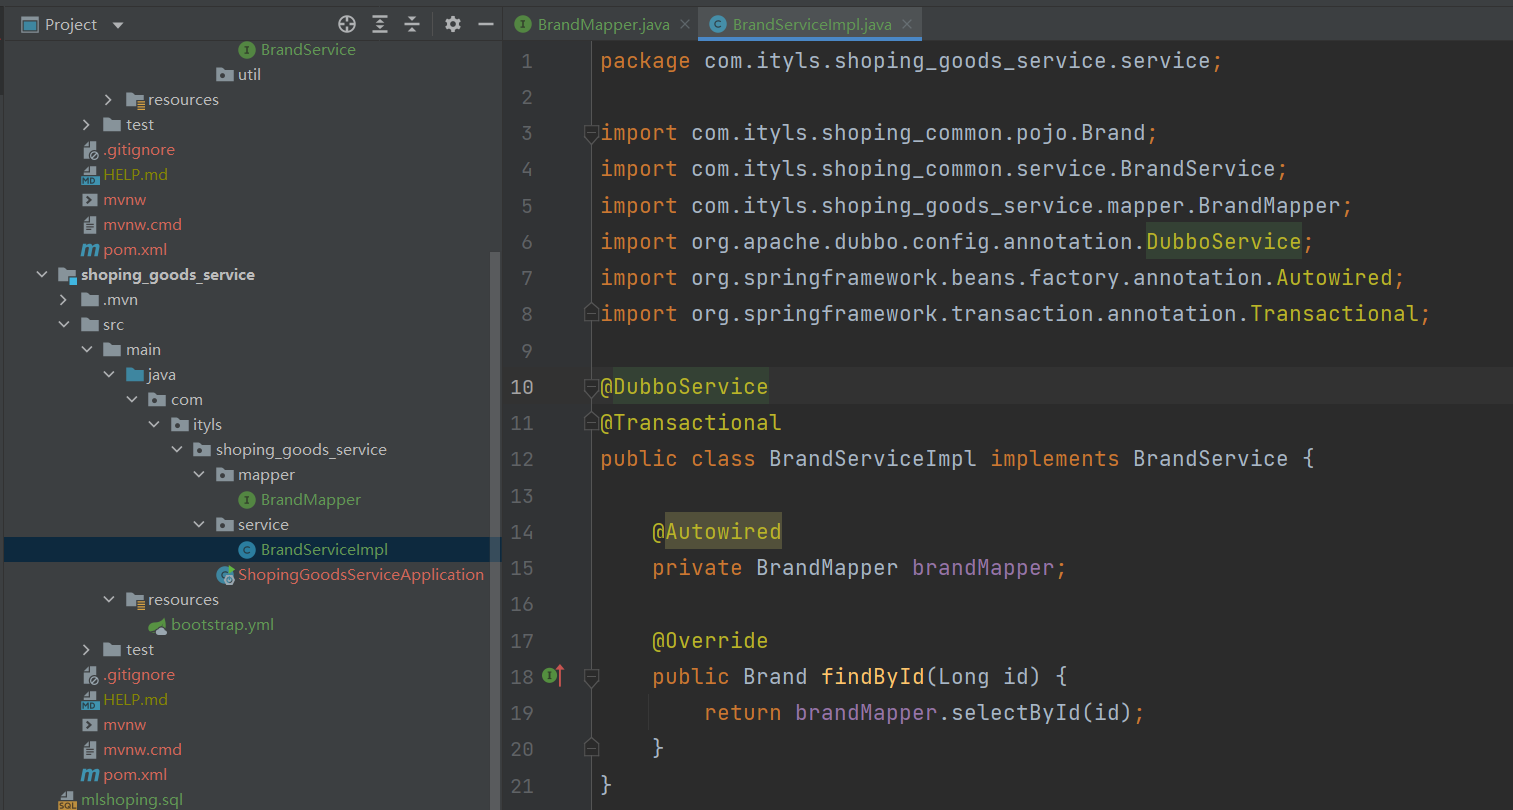 Project
BrandService
util
resources
test
.gitignore
HELP.md
mvnw
mvnw.cmd
pom.xml
shoping_goods_service
.mvn
src
main
java
com
ityls
shoping_goods_service
mapper
BrandMapper
service
BrandServiceImpl
ShopingGoodsServiceApplication
resources
bootstrap.yml
test
.gitignore
HELP.md
mvnw
mvnw.cmd
pom.xml
mlshoping.sql
BrandMapper.java
BrandServiceImpl.java
1 package com.ityls.shoping_goods_service.service;
2
3 import com.ityls.shoping_common.pojo.Brand;
4 import com.ityls.shoping_common.service.BrandService;
5 import com.ityls.shoping_goods_service.mapper.BrandMapper;
6 import org.apache.dubbo.config.annotation.DubboService;
7 import org.springframework.beans.factory.annotation.Autowired;
8 import org.springframework.transaction.annotation.Transactional;
9
10 @DubboService
11 @Transactional
12 public class BrandServiceImpl implements BrandService {
13
14 @Autowired
15 private BrandMapper brandMapper;
16
17 @Override
18 public Brand findById(Long id) {
19 return brandMapper.selectById(id);
20 }
21 }